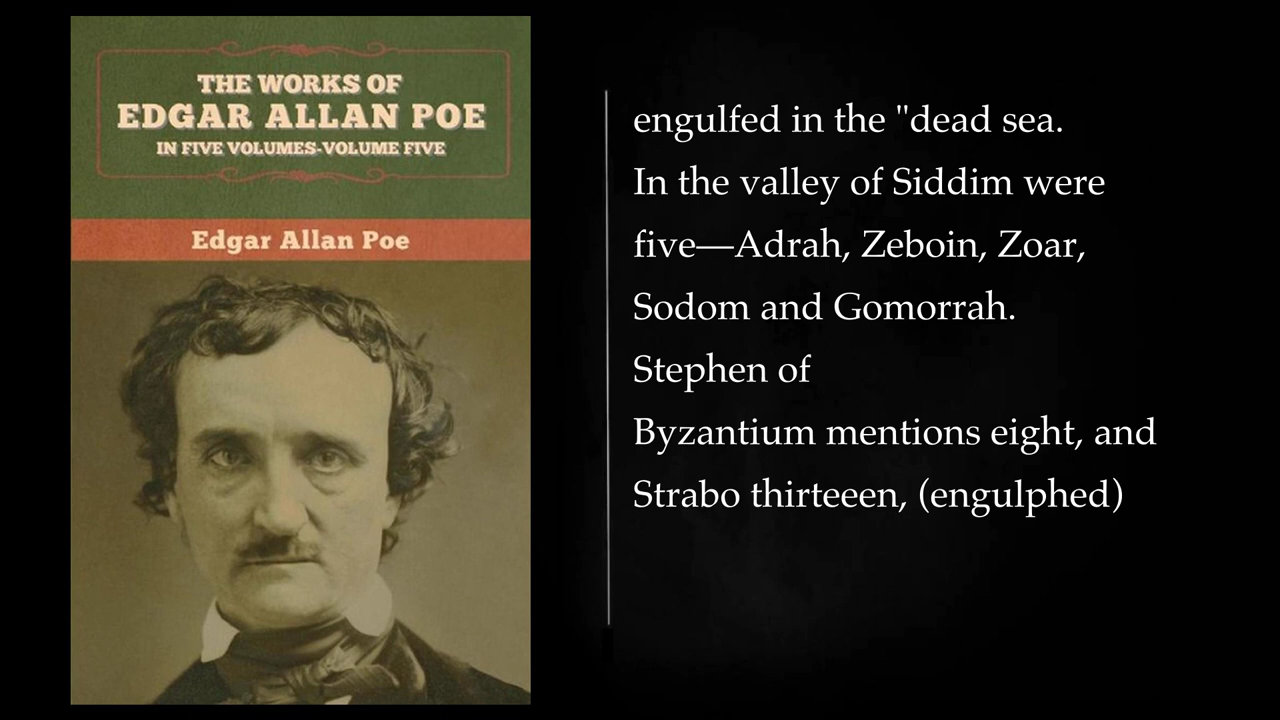 THE WORKS OF
EDGAR ALLAN POE
IN FIVE VOLUMES-VOLUME FIVE
Edgar Allan Poe
engulfed in the "dead sea.
In the valley of Siddim were
five—Adrah, Zeboin, Zoar,
Sodom and Gomorrah.
Stephen of
Byzantium mentions eight, and
Strabo thirteeen, (engulphed)